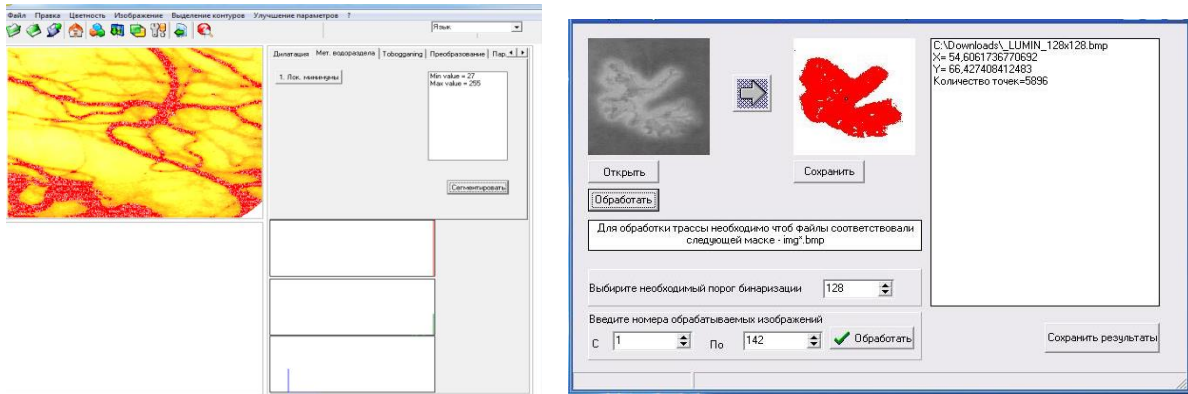 Файл Правка Цветность Изображение Выделение контуров Улучшение параметров ?
Язык
Дилатация Мет. водораздела Tobogganing Преобразование Пар.
1. Лок. минимумы
Min value = 27
Max value = 255
Сегментировать
C:\Downloads\_LUMIN_128x128.bmp
X= 54,6061736770692
Y= 66,427408412483
Количество точек=5896
Открыть
Сохранить
Обработать
Для обработки трассы необходимо чтоб файлы соответствовали
следующей маске - img*.bmp
Выбирите необходимый порог бинаризации 128
Введите номера обрабатываемых изображений
С 1 По 142 Обработать
Сохранить результаты